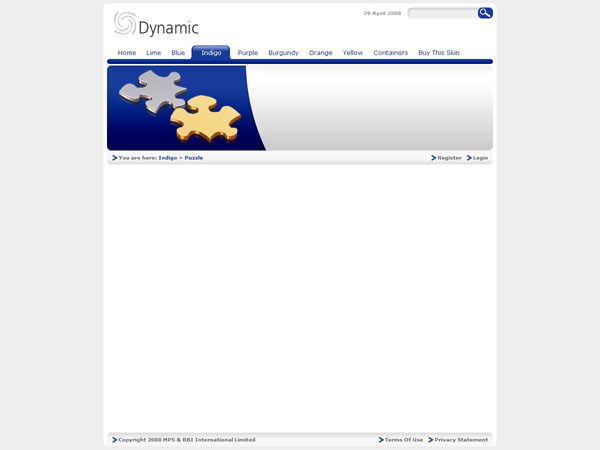 Dynamic
29 April 2008
Home Lime Blue Indigo Purple Burgundy Orange Yellow Containers Buy This Skin
You are here: Indigo » Puzzle
Register Login
Copyright 2008 MPS & BBI International Limited
Terms Of Use Privacy Statement